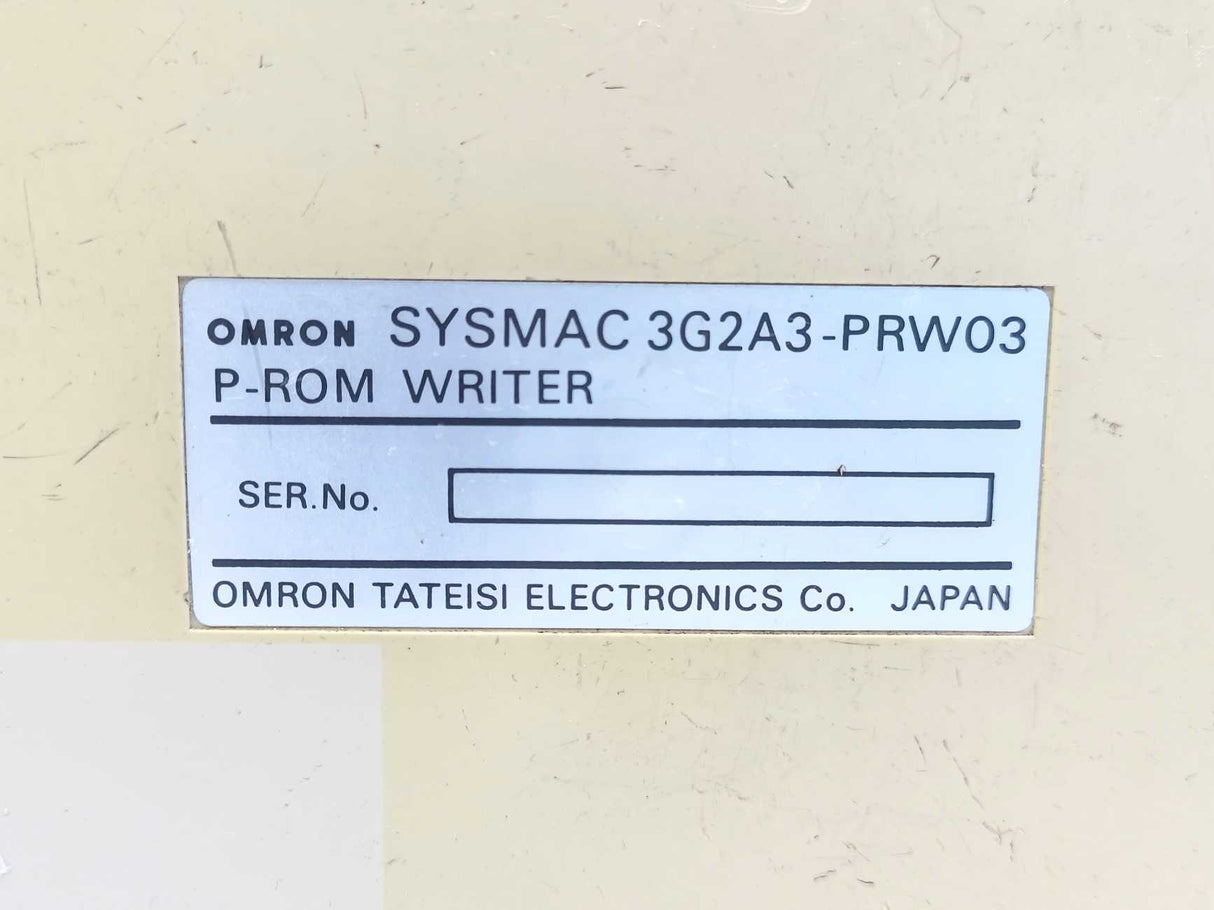 OMRON SYSMAC 3G2A3-PRW03
P-ROM WRITER
SER.No.
OMRON TATEISI ELECTRONICS Co. JAPAN